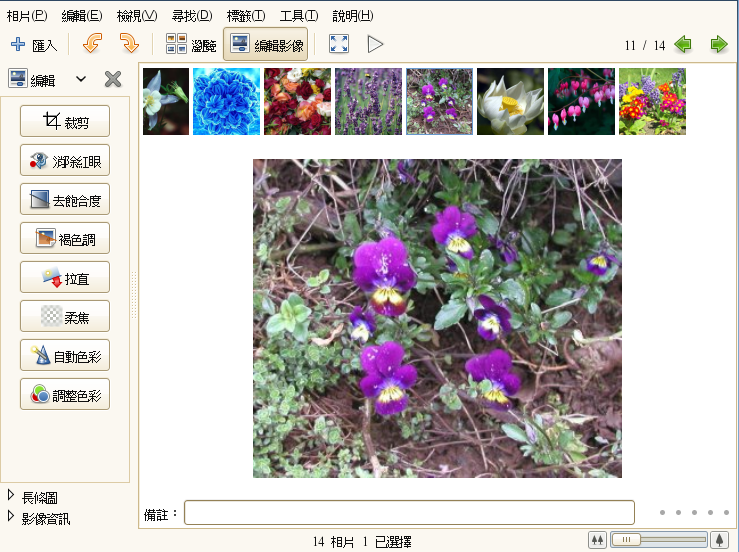 相片(P) 編輯(E) 檢視(V) 尋找(D) 標籤(T) 工具(T) 說明(H)
匯入 瀏覽 編輯影像 11 / 14
編輯
裁剪
消除紅眼
去飽合度
褐色調
拉直
柔焦
自動色彩
調整色彩
長條圖
影像資訊
備註：
14 相片 1 已選擇